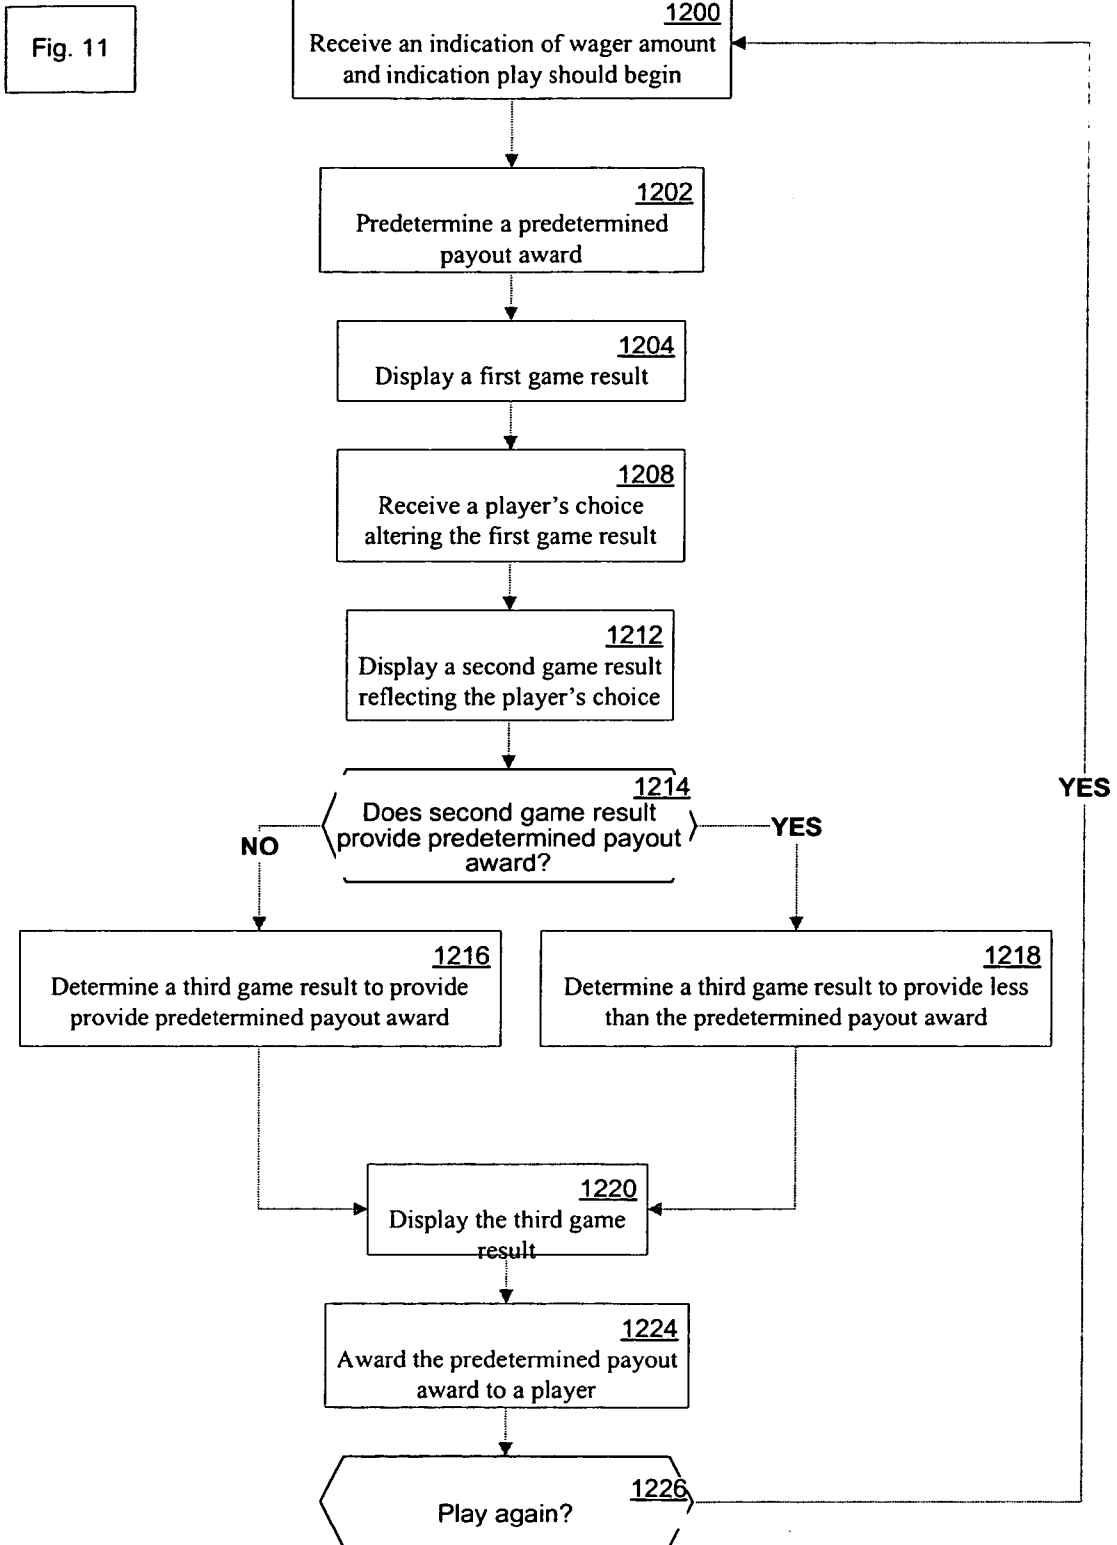 Fig. 11
1200
Receive an indication of wager amount
and indication play should begin
1202
Predetermine a predetermined
payout award
1204
Display a first game result
1208
Receive a player's choice
altering the first game result
1212
Display a second game result
reflecting the player's choice
1214
Does second game result
provide predetermined payout
award?
NO
YES
YES
1216
Determine a third game result to provide
provide predetermined payout award
1218
Determine a third game result to provide less
than the predetermined payout award
1220
Display the third game
result
1224
Award the predetermined payout
award to a player
1226
Play again?